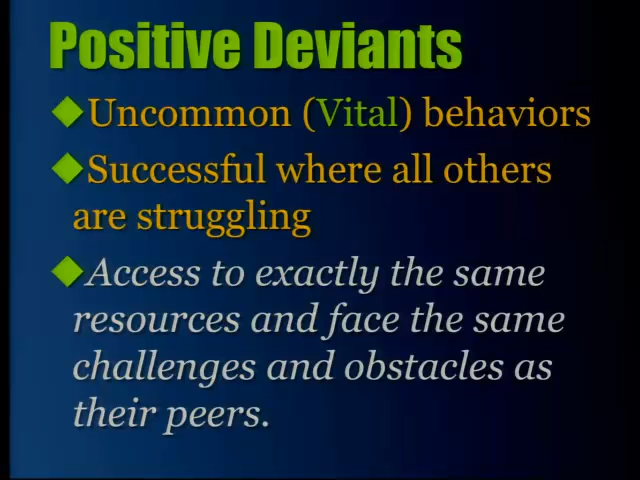 Positive Deviants
Uncommon (Vital) behaviors
Successful where all others
are struggling
Access to exactly the same
resources and face the same
challenges and obstacles as
their peers.